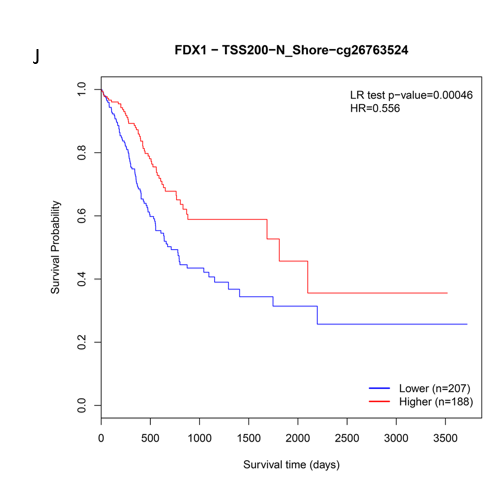 J
FDX1 − TSS200−N_Shore−cg26763524
LR test p−value=0.00046
HR=0.556
1.0
0.8
0.6
0.4
0.2
0.0
Survival Probability
Lower (n=207)
Higher (n=188)
0 500 1000 1500 2000 2500 3000 3500
Survival time (days)